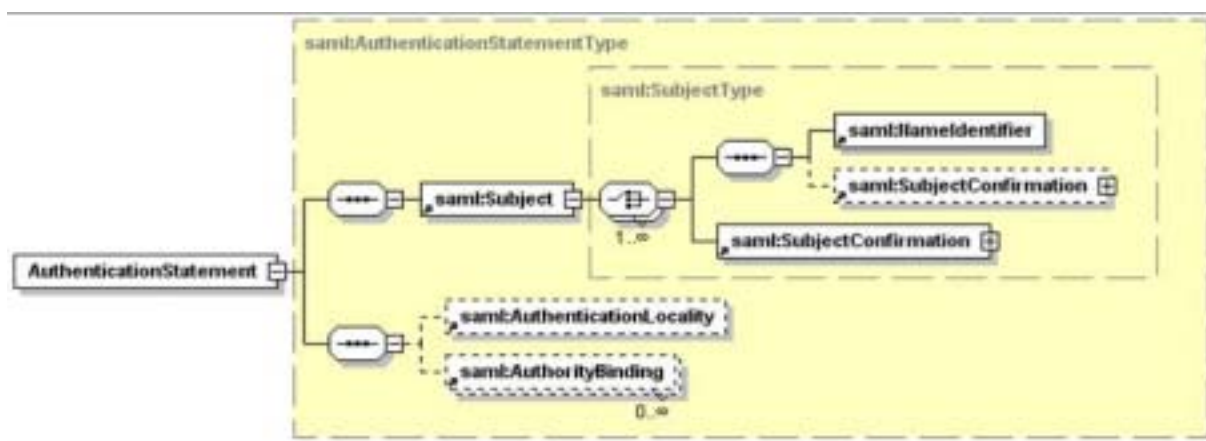 saml:AuthenticationStatementType
saml:SubjectType
saml:NameIdentifier
saml:SubjectConfirmation
saml:Subject
1..∞
saml:SubjectConfirmation
AuthenticationStatement
saml:AuthenticationLocality
saml:AuthorityBinding
0..∞